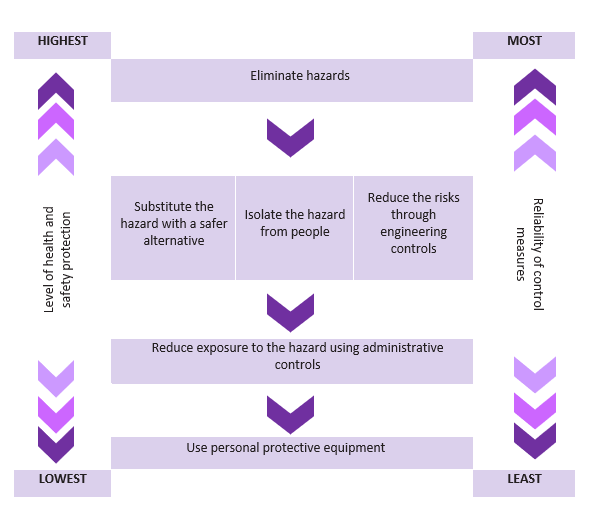 HIGHEST
MOST
Eliminate hazards
Substitute the
hazard with a safer
alternative
Isolate the hazard
from people
Reduce the risks
through
engineering
controls
Level of health and
safety protection
Reliability of control
measures
Reduce exposure to the hazard using administrative
controls
Use personal protective equipment
LOWEST
LEAST